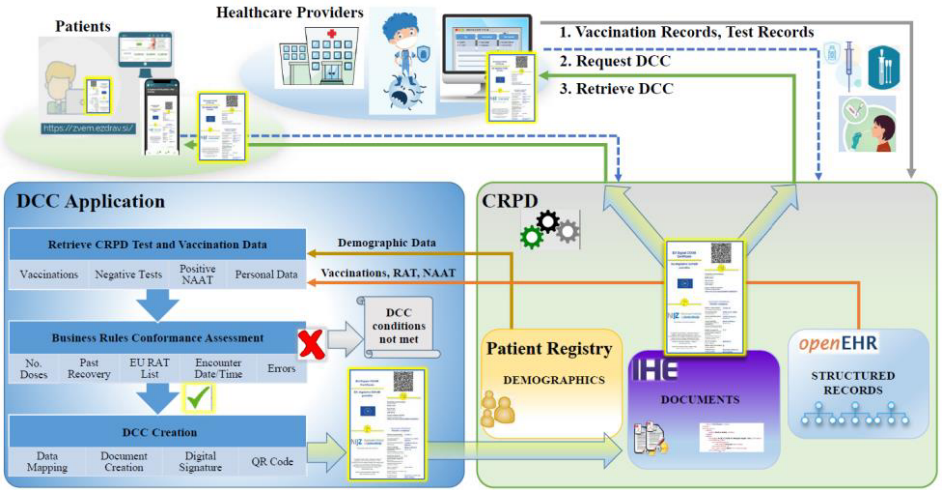 Patients
https://zvem.ezdrav.si/
Healthcare Providers
1. Vaccination Records, Test Records
2. Request DCC
3. Retrieve DCC
DCC Application
Retrieve CRPD Test and Vaccination Data
Vaccinations
Negative Tests
Positive
NAAT
Personal Data
Business Rules Conformance Assessment
No.
Doses
Past
Recovery
EU RAT
List
Encounter
Date/Time
Errors
DCC Creation
Data
Mapping
Document
Creation
Digital
Signature
QR Code
Demographic Data
Vaccinations, RAT, NAAT
DCC
conditions
not met
CRPD
Patient Registry
DEMOGRAPHICS
IHE
DOCUMENTS
openEHR
STRUCTURED
RECORDS
NIJZ